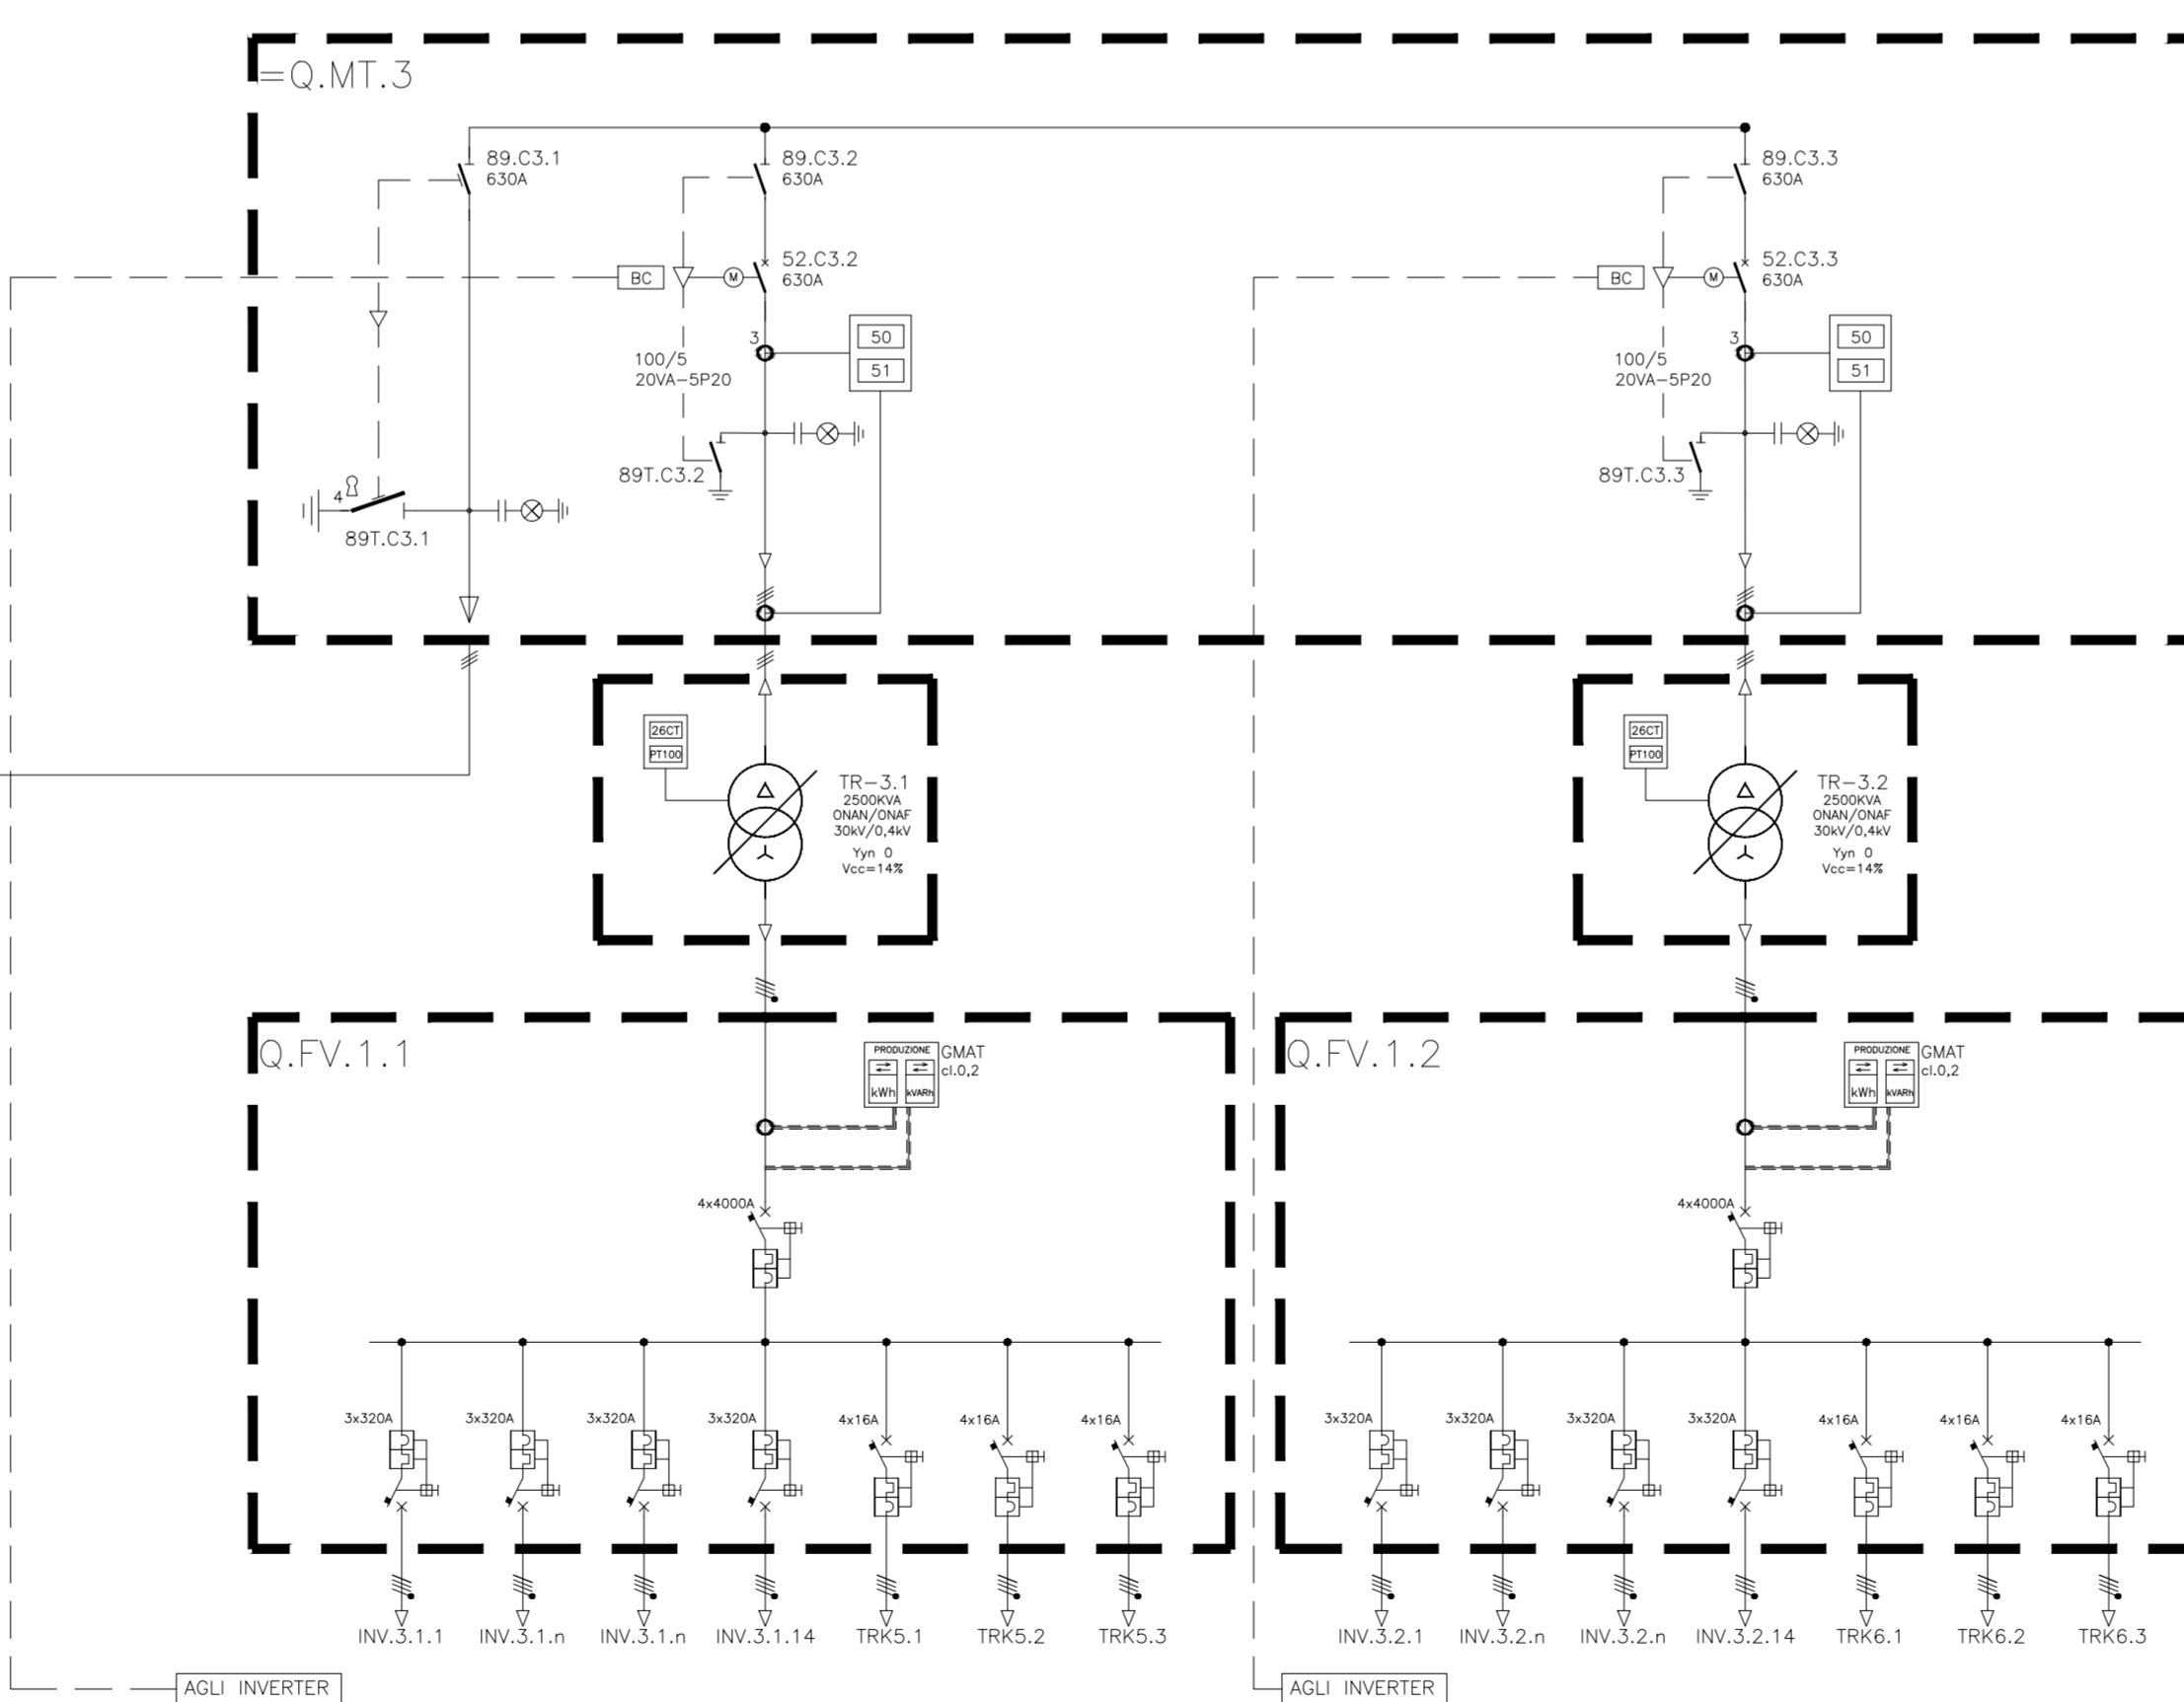 =Q.MT.3
89.C3.1
630A
89.C3.2
630A
89.C3.3
630A
BC
M
52.C3.2
630A
BC
M
52.C3.3
630A
3
50
51
100/5
20VA-5P20
3
50
51
100/5
20VA-5P20
89T.C3.2
89T.C3.3
4
89T.C3.1
26CT
PT100
TR-3.1
2500KVA
ONAN/ONAF
30kV/0,4kV
Yyn 0
Vcc=14%
26CT
PT100
TR-3.2
2500KVA
ONAN/ONAF
30kV/0,4kV
Yyn 0
Vcc=14%
Q.FV.1.1
PRODUZIONE
kWh
kVARh
GMAT
cl.0,2
4x4000A
3x320A
3x320A
3x320A
3x320A
4x16A
4x16A
4x16A
INV.3.1.1
INV.3.1.n
INV.3.1.n
INV.3.1.14
TRK5.1
TRK5.2
TRK5.3
AGLI INVERTER
Q.FV.1.2
PRODUZIONE
kWh
kVARh
GMAT
cl.0,2
4x4000A
3x320A
3x320A
3x320A
3x320A
4x16A
4x16A
4x16A
INV.3.2.1
INV.3.2.n
INV.3.2.n
INV.3.2.14
TRK6.1
TRK6.2
TRK6.3
AGLI INVERTER